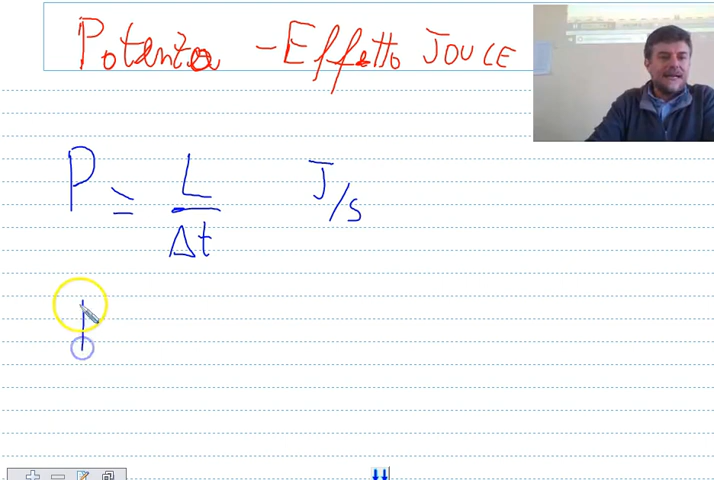 Potenza - Effetto JOULE
P = L / Δt J/s